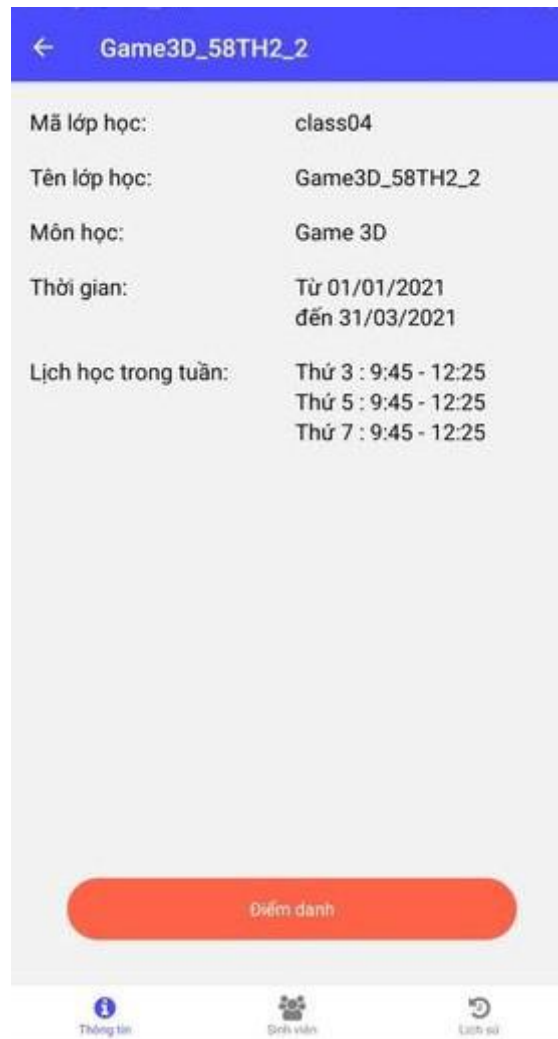 Game3D_58TH2_2
Mã lớp học: class04
Tên lớp học: Game3D_58TH2_2
Môn học: Game 3D
Thời gian: Từ 01/01/2021
đến 31/03/2021
Lịch học trong tuần: Thứ 3 : 9:45 - 12:25
Thứ 5 : 9:45 - 12:25
Thứ 7 : 9:45 - 12:25
Điểm danh
Thông tin Sinh viên Lịch sử